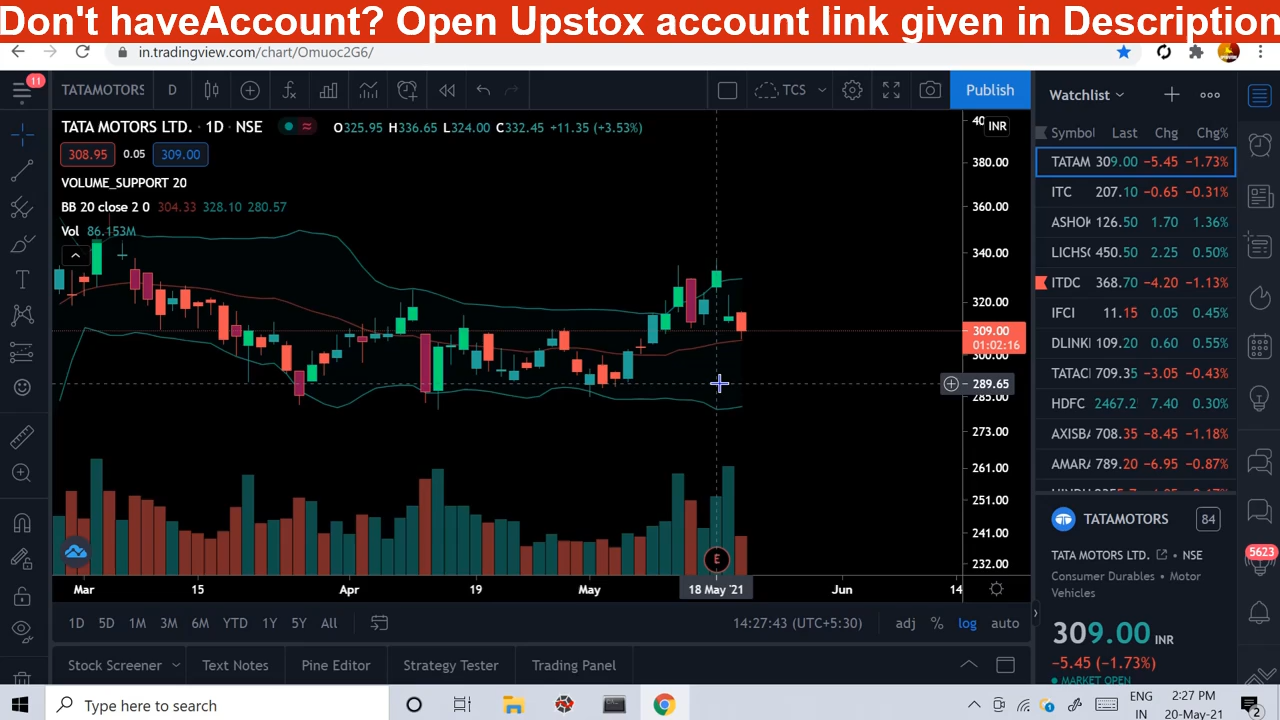 Don't haveAccount? Open Upstox account link given in Description
in.tradingview.com/chart/Omuoc2G6/
11
TATAMOTORS D
TCS
Publish
TATA MOTORS LTD. · 1D · NSE O325.95 H336.65 L324.00 C332.45 +11.35 (+3.53%)
308.95 0.05 309.00
VOLUME_SUPPORT 20
BB 20 close 2 0 304.33 328.10 280.57
Vol 86.153M
INR
380.00
360.00
340.00
320.00
309.00
01:02:16
300.00
289.65
285.00
273.00
261.00
251.00
241.00
232.00
E
Mar 15 Apr 19 May 18 May '21 Jun 14
1D 5D 1M 3M 6M YTD 1Y 5Y All
14:27:43 (UTC+5:30) adj % log auto
Stock Screener Text Notes Pine Editor Strategy Tester Trading Panel
Watchlist
Symbol Last Chg Chg%
TATAM 309.00 −5.45 −1.73%
ITC 207.10 −0.65 −0.31%
ASHOK 126.50 1.70 1.36%
LICHSG 450.50 2.25 0.50%
ITDC 368.70 −4.20 −1.13%
IFCI 11.15 0.05 0.45%
DLINKI 109.20 0.60 0.55%
TATAC 709.35 −3.05 −0.43%
HDFC 2467.2 7.40 0.30%
AXISBA 708.35 −8.45 −1.18%
AMARA 789.20 −6.95 −0.87%
TATAMOTORS 84
TATA MOTORS LTD. • NSE
Consumer Durables • Motor
Vehicles
309.00 INR
−5.45 (−1.73%)
MARKET OPEN
5623
Type here to search
ENG
IN
2:27 PM
20-May-21
2